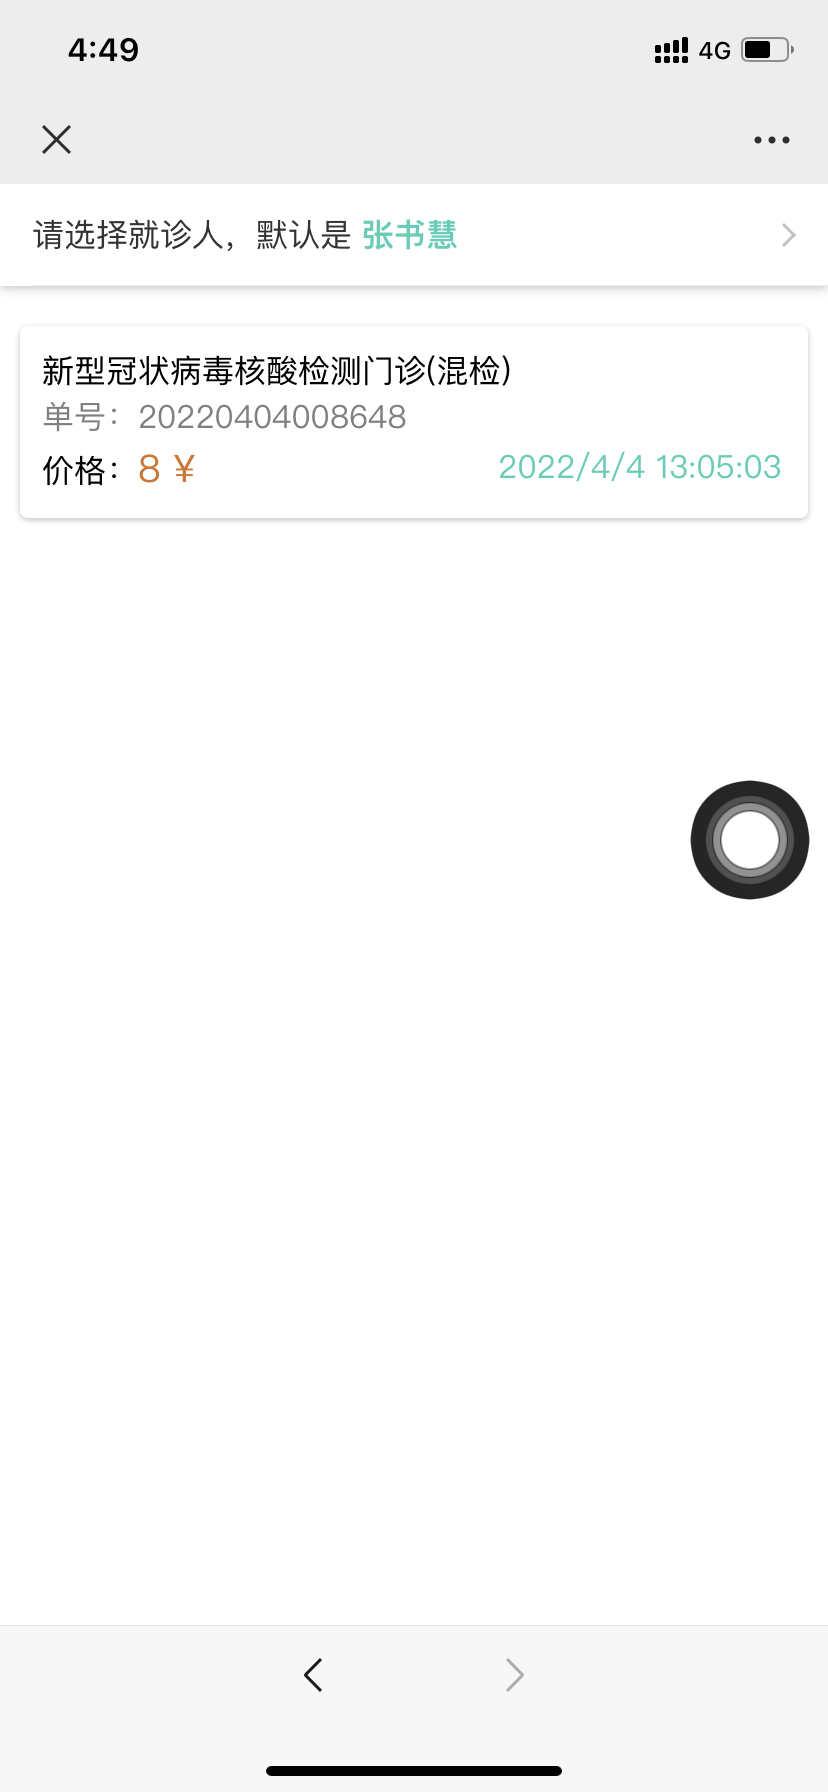 4:49
4G
请选择就诊人，默认是 张书慧
新型冠状病毒核酸检测门诊(混检)
单号：20220404008648
价格：8 ¥
2022/4/4 13:05:03